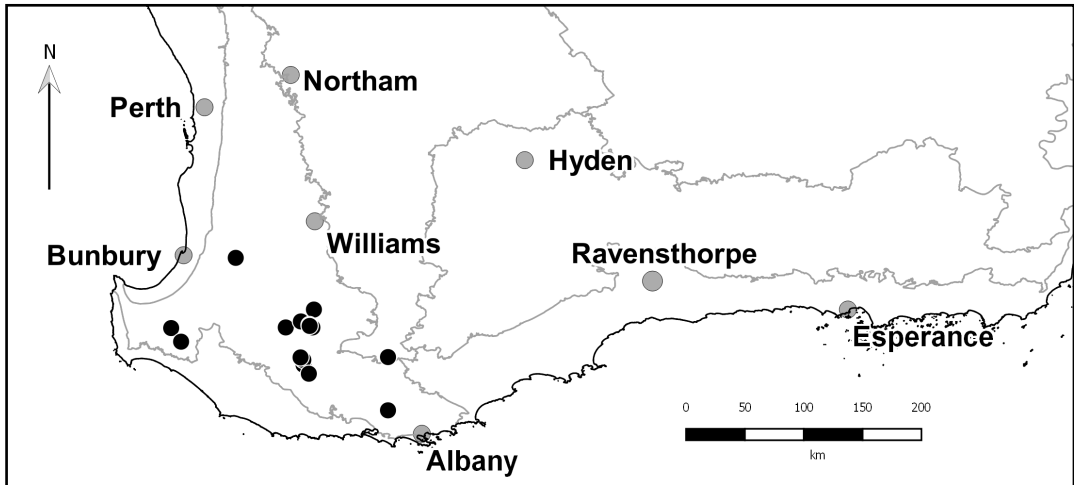 N
Northam
Perth
Hyden
Williams
Bunbury
Ravensthorpe
Esperance
0 50 100 150 200
km
Albany